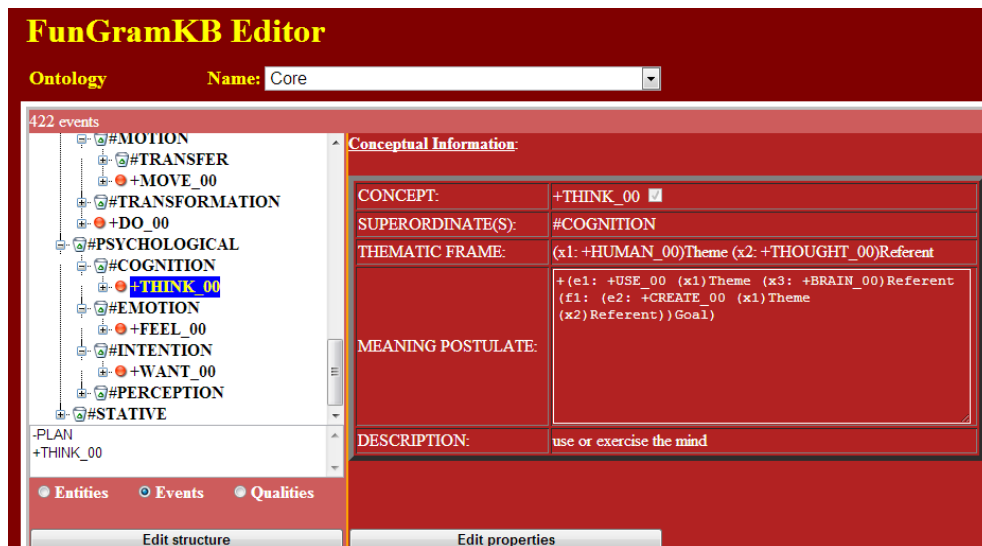 FunGramKB Editor
Ontology Name: Core
422 events
#MOTION
#TRANSFER
+MOVE_00
#TRANSFORMATION
+DO_00
#PSYCHOLOGICAL
#COGNITION
+THINK_00
#EMOTION
+FEEL_00
#INTENTION
+WANT_00
#PERCEPTION
#STATIVE
-PLAN
+THINK_00
Entities Events Qualities
Edit structure
Conceptual Information:
CONCEPT: +THINK_00
SUPERORDINATE(S): #COGNITION
THEMATIC FRAME: (x1: +HUMAN_00)Theme (x2: +THOUGHT_00)Referent
MEANING POSTULATE:
+(e1: +USE_00 (x1)Theme (x3: +BRAIN_00)Referent
(f1: (e2: +CREATE_00 (x1)Theme
(x2)Referent))Goal)
DESCRIPTION: use or exercise the mind
Edit properties